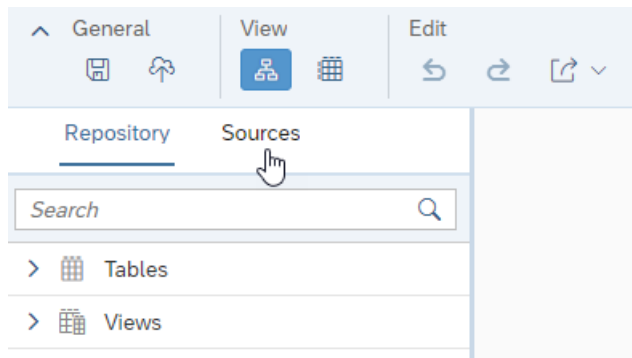 General View Edit
Repository Sources
Search
Tables
Views